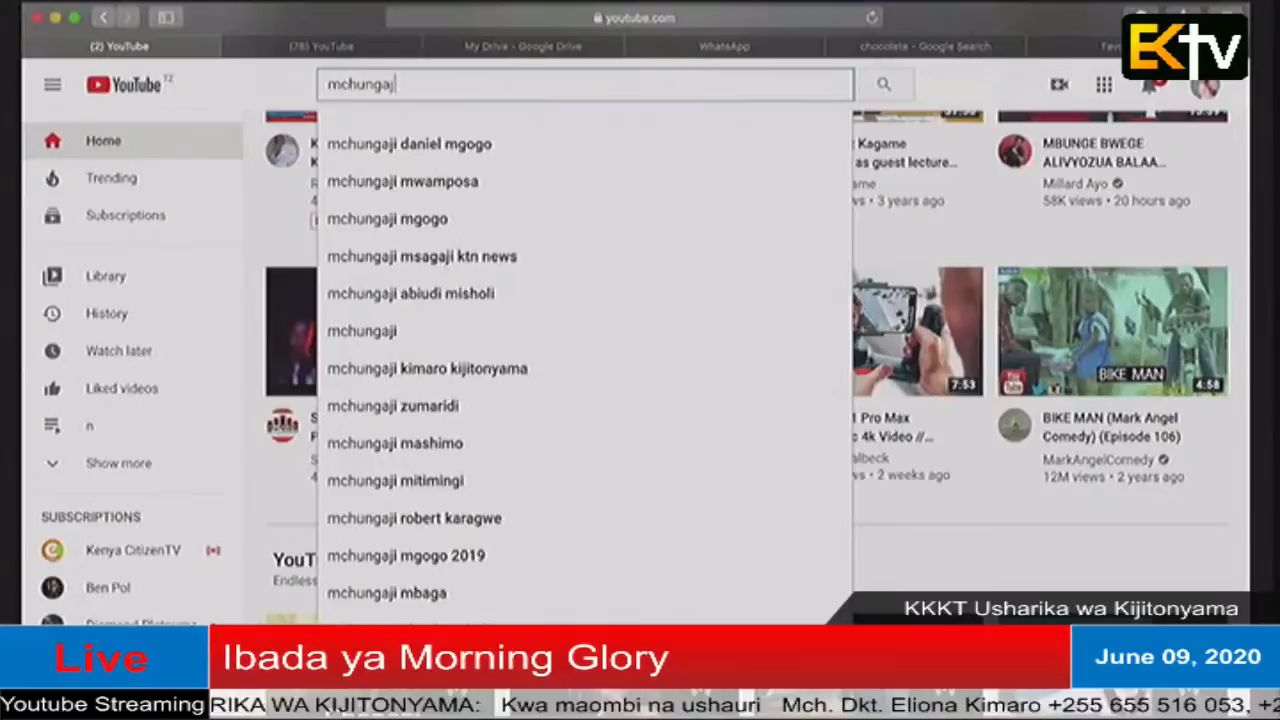 youtube.com
(2) YouTube
(78) YouTube
My Drive - Google Drive
WhatsApp
chocolate - Google Search
EKtv
YouTube TZ
mchungaj
Home
Trending
Subscriptions
Library
History
Watch later
Liked videos
n
Show more
SUBSCRIPTIONS
Kenya CitizenTV
Ben Pol
mchungaji daniel mgogo
mchungaji mwamposa
mchungaji mgogo
mchungaji msagaji ktn news
mchungaji abiudi misholi
mchungaji
mchungaji kimaro kijitonyama
mchungaji zumaridi
mchungaji mashimo
mchungaji mitimingi
mchungaji robert karagwe
mchungaji mgogo 2019
mchungaji mbaga
Kagame
as guest lecture...
• 3 years ago
MBUNGE BWEGE
ALIVYOZUA BALAA...
Millard Ayo
58K views • 20 hours ago
7:53
Pro Max
4k Video //...
• 2 weeks ago
YouTube
BIKE MAN
4:58
BIKE MAN (Mark Angel
Comedy) (Episode 106)
MarkAngelComedy
12M views • 2 years ago
KKKT Usharika wa Kijitonyama
Live
Ibada ya Morning Glory
June 09, 2020
Youtube Streaming
RIKA WA KIJITONYAMA: Kwa maombi na ushauri Mch. Dkt. Eliona Kimaro +255 655 516 053, +2